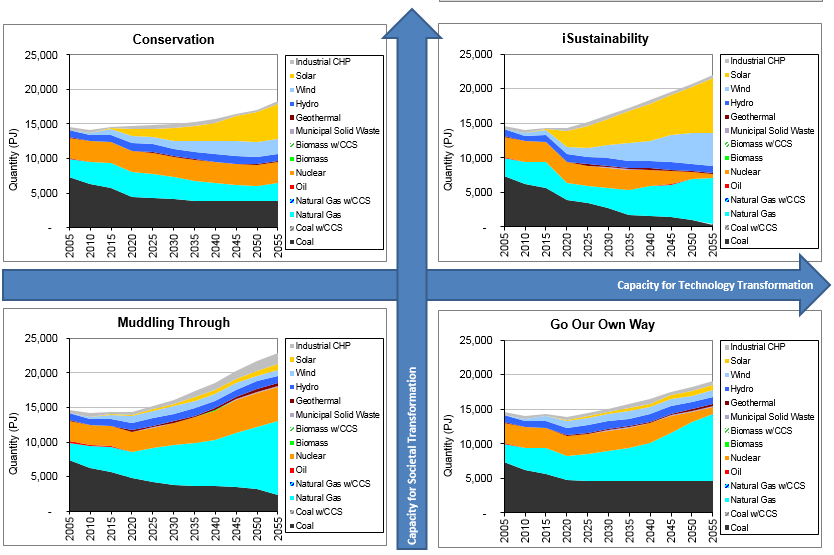 Conservation
25,000
20,000
15,000
10,000
5,000
-
Quantity (PJ)
2005 2010 2015 2020 2025 2030 2035 2040 2045 2050 2055
Industrial CHP
Solar
Wind
Hydro
Geothermal
Municipal Solid Waste
Biomass w/CCS
Biomass
Nuclear
Oil
Natural Gas w/CCS
Natural Gas
Coal w/CCS
Coal
iSustainability
25,000
20,000
15,000
10,000
5,000
-
Quantity (PJ)
2005 2010 2015 2020 2025 2030 2035 2040 2045 2050 2055
Industrial CHP
Solar
Wind
Hydro
Geothermal
Municipal Solid Waste
Biomass w/CCS
Biomass
Nuclear
Oil
Natural Gas w/CCS
Natural Gas
Coal w/CCS
Coal
Capacity for Technology Transformation
Capacity for Societal Transformation
Muddling Through
25,000
20,000
15,000
10,000
5,000
-
Quantity (PJ)
2005 2010 2015 2020 2025 2030 2035 2040 2045 2050 2055
Industrial CHP
Solar
Wind
Hydro
Geothermal
Municipal Solid Waste
Biomass w/CCS
Biomass
Nuclear
Oil
Natural Gas w/CCS
Natural Gas
Coal w/CCS
Coal
Go Our Own Way
25,000
20,000
15,000
10,000
5,000
-
Quantity (PJ)
2005 2010 2015 2020 2025 2030 2035 2040 2045 2050 2055
Industrial CHP
Solar
Wind
Hydro
Geothermal
Municipal Solid Waste
Biomass w/CCS
Biomass
Nuclear
Oil
Natural Gas w/CCS
Natural Gas
Coal w/CCS
Coal